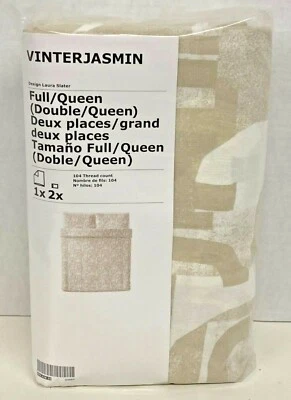 VINTERJASMIN
Design Laura Slater
Full/Queen
(Double/Queen)
Deux places/grand
deux places
Tamaño Full/Queen
(Doble/Queen)
104 Thread count
Nombre de fils: 104
N° hilos: 104
1x 2x